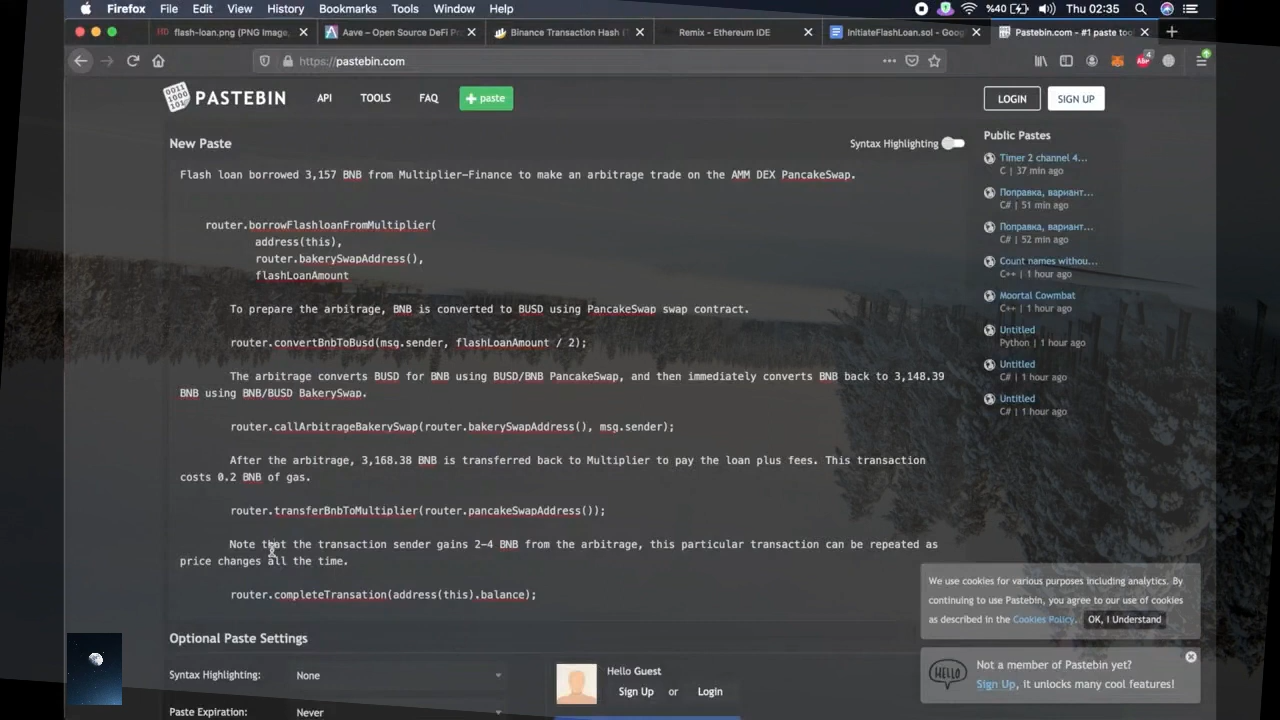 Firefox File Edit View History Bookmarks Tools Window Help %40 Thu 02:35
flash-loan.png (PNG Image, Aave – Open Source DeFi Pr Binance Transaction Hash (T Remix - Ethereum IDE InitiateFlashLoan.sol - Goog Pastebin.com - #1 paste too
https://pastebin.com
PASTEBIN API TOOLS FAQ + paste LOGIN SIGN UP
New Paste Syntax Highlighting
Flash loan borrowed 3,157 BNB from Multiplier-Finance to make an arbitrage trade on the AMM DEX PancakeSwap.
router.borrowFlashloanFromMultiplier(
address(this),
router.bakerySwapAddress(),
flashLoanAmount
To prepare the arbitrage, BNB is converted to BUSD using PancakeSwap swap contract.
router.convertBnbToBusd(msg.sender, flashLoanAmount / 2);
The arbitrage converts BUSD for BNB using BUSD/BNB PancakeSwap, and then immediately converts BNB back to 3,148.39
BNB using BNB/BUSD BakerySwap.
router.callArbitrageBakerySwap(router.bakerySwapAddress(), msg.sender);
After the arbitrage, 3,168.38 BNB is transferred back to Multiplier to pay the loan plus fees. This transaction
costs 0.2 BNB of gas.
router.transferBnbToMultiplier(router.pancakeSwapAddress());
Note that the transaction sender gains 2-4 BNB from the arbitrage, this particular transaction can be repeated as
price changes all the time.
router.completeTransation(address(this).balance);
Public Pastes
Timer 2 channel 4...
C | 37 min ago
Поправка, вариант...
C# | 51 min ago
Поправка, вариант...
C# | 52 min ago
Count names withou...
C++ | 1 hour ago
Moortal Cowmbat
C++ | 1 hour ago
Untitled
Python | 1 hour ago
Untitled
C# | 1 hour ago
Untitled
C# | 1 hour ago
Optional Paste Settings
Syntax Highlighting: None
Paste Expiration: Never
Hello Guest
Sign Up or Login
We use cookies for various purposes including analytics. By
continuing to use Pastebin, you agree to our use of cookies
as described in the Cookies Policy. OK, I Understand
HELLO
Not a member of Pastebin yet?
Sign Up, it unlocks many cool features!